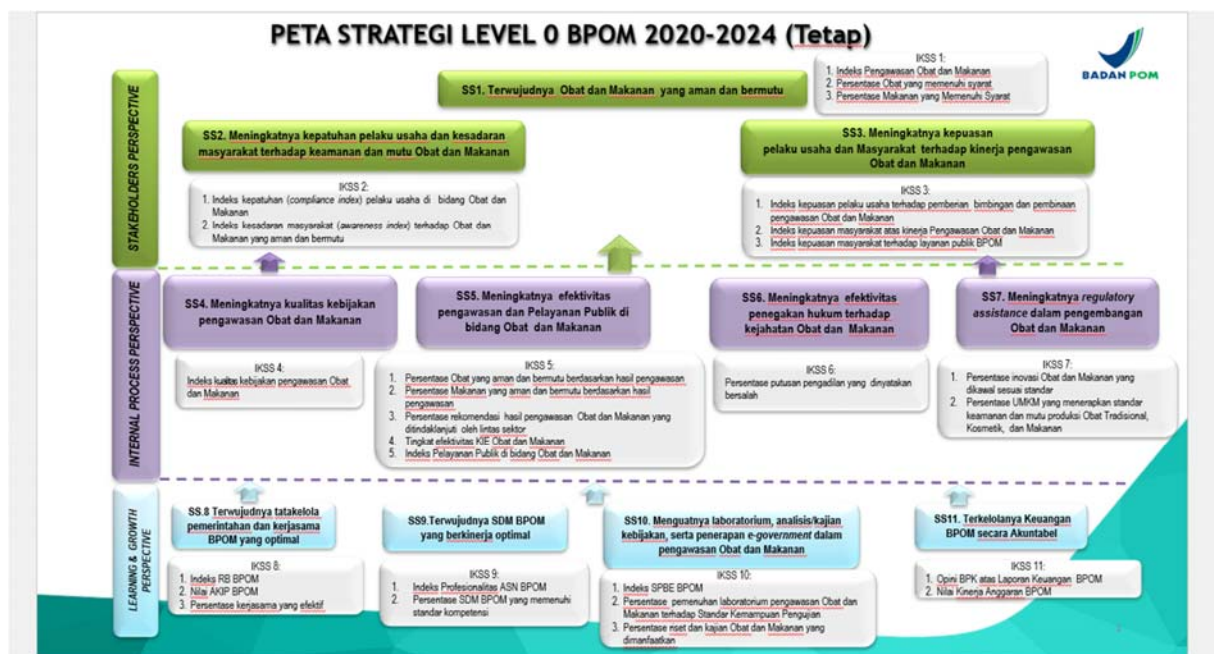 PETA STRATEGI LEVEL 0 BPOM 2020-2024 (Tetap)
BADAN POM
STAKEHOLDERS PERSPECTIVE
SS1. Terwujudnya Obat dan Makanan yang aman dan bermutu
IKSS 1:
1. Indeks Pengawasan Obat dan Makanan
2. Persentase Obat yang memenuhi syarat
3. Persentase Makanan yang Memenuhi Syarat
SS2. Meningkatnya kepatuhan pelaku usaha dan kesadaran
masyarakat terhadap keamanan dan mutu Obat dan Makanan
IKSS 2:
1. Indeks kepatuhan (compliance index) pelaku usaha di bidang Obat dan
Makanan
2. Indeks kesadaran masyarakat (awareness index) terhadap Obat dan
Makanan yang aman dan bermutu
SS3. Meningkatnya kepuasan
pelaku usaha dan Masyarakat terhadap kinerja pengawasan
Obat dan Makanan
IKSS 3:
1. Indeks kepuasan pelaku usaha terhadap pemberian bimbingan dan pembinaan
pengawasan Obat dan Makanan
2. Indeks kepuasan masyarakat atas kinerja Pengawasan Obat dan Makanan
3. Indeks kepuasan masyarakat terhadap layanan publik BPOM
INTERNAL PROCESS PERSPECTIVE
SS4. Meningkatnya kualitas kebijakan
pengawasan Obat dan Makanan
IKSS 4:
Indeks kualitas kebijakan pengawasan Obat
dan Makanan
SS5. Meningkatnya efektivitas
pengawasan dan Pelayanan Publik di
bidang Obat dan Makanan
IKSS 5:
1. Persentase Obat yang aman dan bermutu berdasarkan hasil pengawasan
2. Persentase Makanan yang aman dan bermutu berdasarkan hasil
pengawasan
3. Persentase rekomendasi hasil pengawasan Obat dan Makanan yang
ditindaklanjuti oleh lintas sektor
4. Tingkat efektivitas KIE Obat dan Makanan
5. Indeks Pelayanan Publik di bidang Obat dan Makanan
SS6. Meningkatnya efektivitas
penegakan hukum terhadap
kejahatan Obat dan Makanan
IKSS 6:
Persentase putusan pengadilan yang dinyatakan
bersalah
SS7. Meningkatnya regulatory
assistance dalam pengembangan
Obat dan Makanan
IKSS 7:
1. Persentase inovasi Obat dan Makanan yang
dikawal sesuai standar
2. Persentase UMKM yang menerapkan standar
keamanan dan mutu produksi Obat Tradisional,
Kosmetik, dan Makanan
LEARNING & GROWTH
PERSPECTIVE
SS.8 Terwujudnya tatakelola
pemerintahan dan kerjasama
BPOM yang optimal
IKSS 8:
1. Indeks RB BPOM
2. Nilai AKIP BPOM
3. Persentase kerjasama yang efektif
SS9.Terwujudnya SDM BPOM
yang berkinerja optimal
IKSS 9:
1. Indeks Profesionalitas ASN BPOM
2. Persentase SDM BPOM yang memenuhi
standar kompetensi
SS10. Menguatnya laboratorium, analisis/kajian
kebijakan, serta penerapan e-government dalam
pengawasan Obat dan Makanan
IKSS 10:
1. Indeks SPBE BPOM
2. Persentase pemenuhan laboratorium pengawasan Obat dan
Makanan terhadap Standar Kemampuan Pengujian
3. Persentase riset dan kajian Obat dan Makanan yang
dimanfaatkan
SS11. Terkelolanya Keuangan
BPOM secara Akuntabel
IKSS 11:
1. Opini BPK atas Laporan Keuangan BPOM
2. Nilai Kinerja Anggaran BPOM